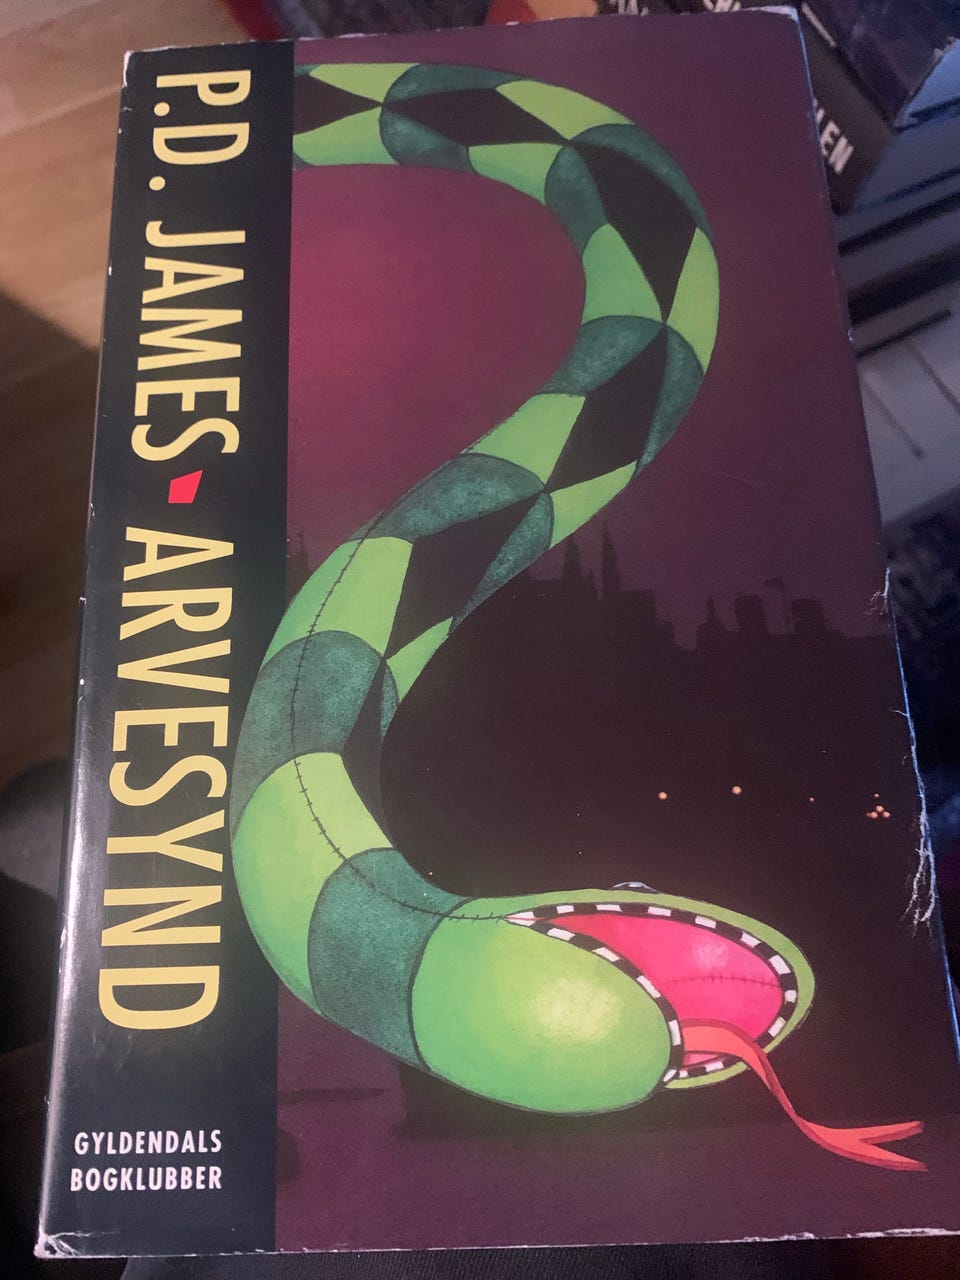 P.D. JAMES · ARVESYND
GYLDENDALS
BOGKLUBBER